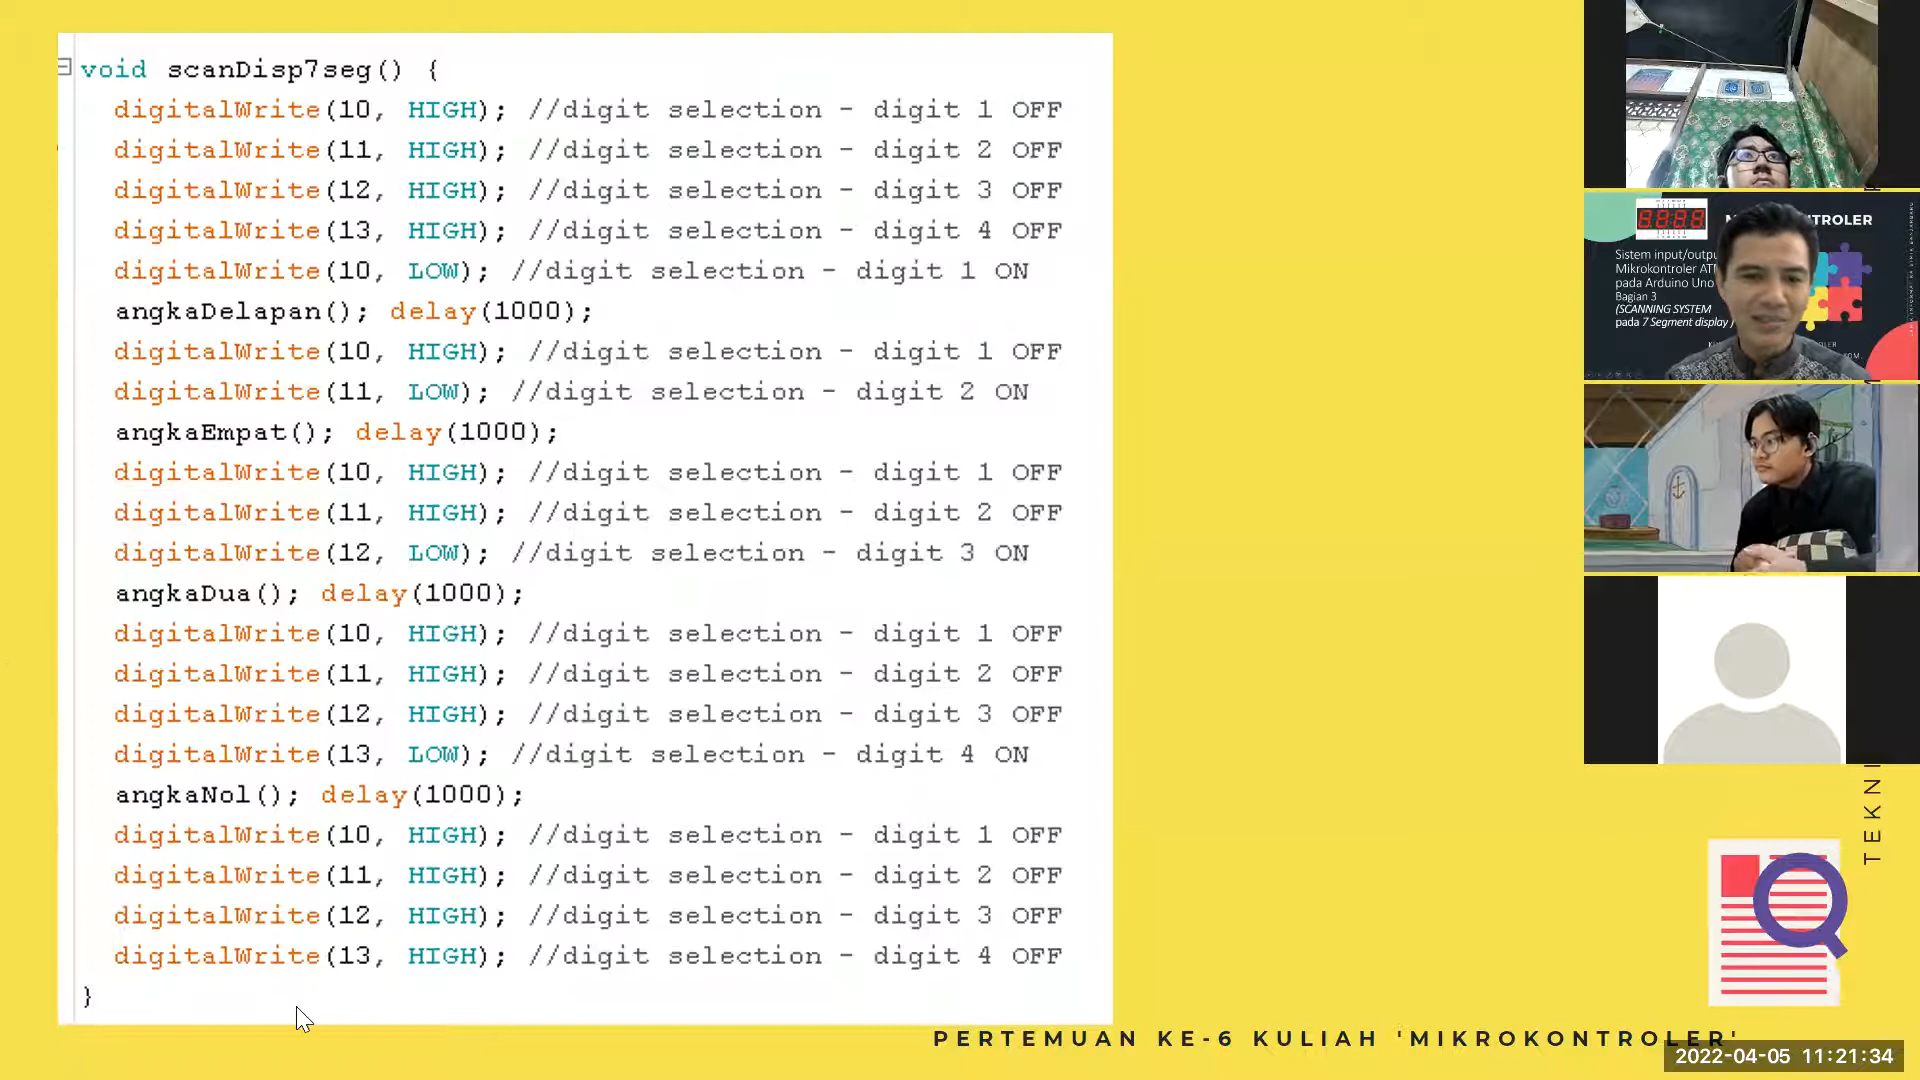 void scanDisp7seg() {
digitalWrite(10, HIGH); //digit selection - digit 1 OFF
digitalWrite(11, HIGH); //digit selection - digit 2 OFF
digitalWrite(12, HIGH); //digit selection - digit 3 OFF
digitalWrite(13, HIGH); //digit selection - digit 4 OFF
digitalWrite(10, LOW); //digit selection - digit 1 ON
angkaDelapan(); delay(1000);
digitalWrite(10, HIGH); //digit selection - digit 1 OFF
digitalWrite(11, LOW); //digit selection - digit 2 ON
angkaEmpat(); delay(1000);
digitalWrite(10, HIGH); //digit selection - digit 1 OFF
digitalWrite(11, HIGH); //digit selection - digit 2 OFF
digitalWrite(12, LOW); //digit selection - digit 3 ON
angkaDua(); delay(1000);
digitalWrite(10, HIGH); //digit selection - digit 1 OFF
digitalWrite(11, HIGH); //digit selection - digit 2 OFF
digitalWrite(12, HIGH); //digit selection - digit 3 OFF
digitalWrite(13, LOW); //digit selection - digit 4 ON
angkaNol(); delay(1000);
digitalWrite(10, HIGH); //digit selection - digit 1 OFF
digitalWrite(11, HIGH); //digit selection - digit 2 OFF
digitalWrite(12, HIGH); //digit selection - digit 3 OFF
digitalWrite(13, HIGH); //digit selection - digit 4 OFF
}
PERTEMUAN KE-6 KULIAH 'MIKROKONTROLER'
TEKNI
88:88
Sistem input/outpu
Mikrokontroler AT
pada Arduino Uno
Bagian 3
(SCANNING SYSTEM
pada 7 Segment display )
2022-04-05 11:21:34